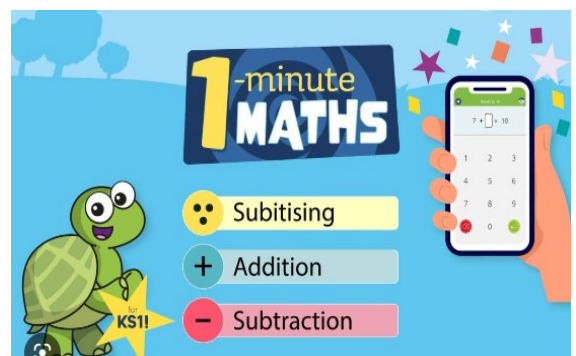 1-minute
MATHS
7 + = 10
1 2 3
4 5 6
7 8 9
0
Subitising
+ Addition
− Subtraction
for
KS1!